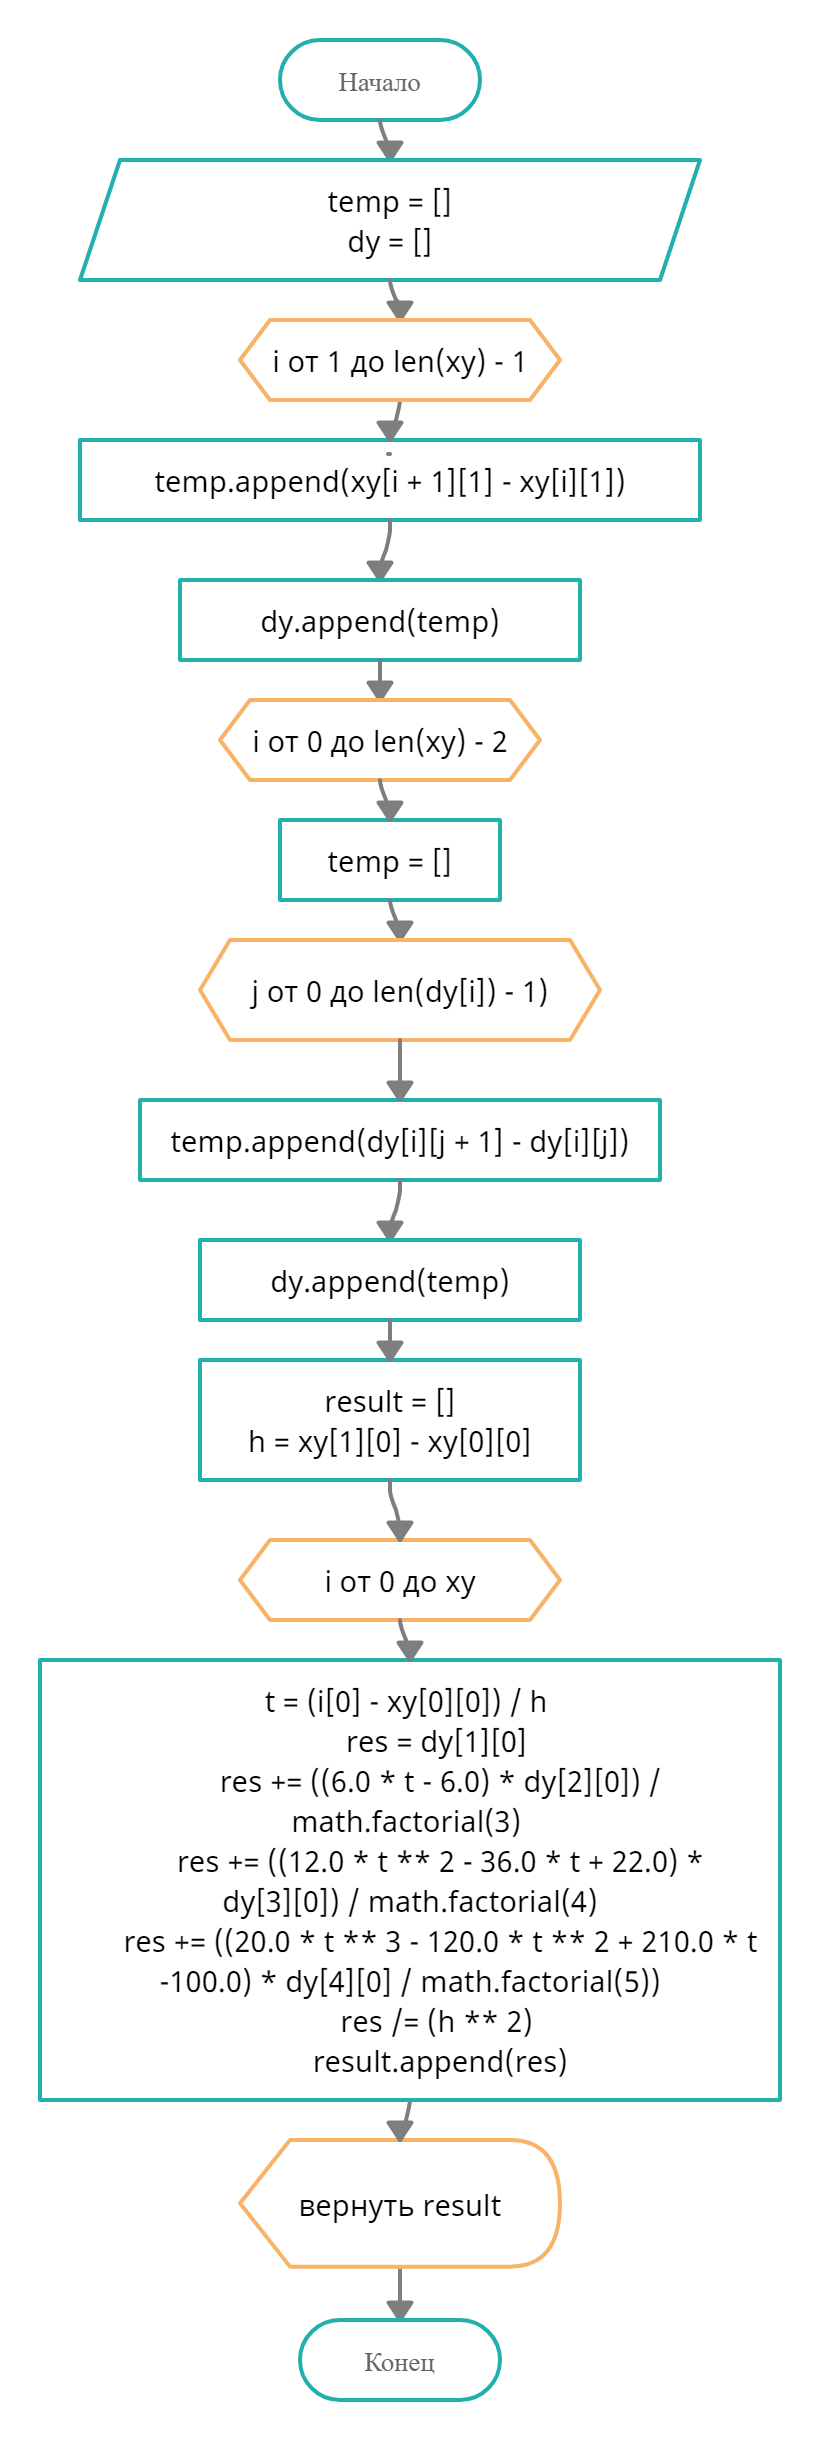 Начало
temp = []
dy = []
i от 1 до len(xy) - 1
temp.append(xy[i + 1][1] - xy[i][1])
dy.append(temp)
i от 0 до len(xy) - 2
temp = []
j от 0 до len(dy[i]) - 1)
temp.append(dy[i][j + 1] - dy[i][j])
dy.append(temp)
result = []
h = xy[1][0] - xy[0][0]
i от 0 до xy
t = (i[0] - xy[0][0]) / h
res = dy[1][0]
res += ((6.0 * t - 6.0) * dy[2][0]) /
math.factorial(3)
res += ((12.0 * t ** 2 - 36.0 * t + 22.0) *
dy[3][0]) / math.factorial(4)
res += ((20.0 * t ** 3 - 120.0 * t ** 2 + 210.0 * t
-100.0) * dy[4][0] / math.factorial(5))
res /= (h ** 2)
result.append(res)
вернуть result
Конец